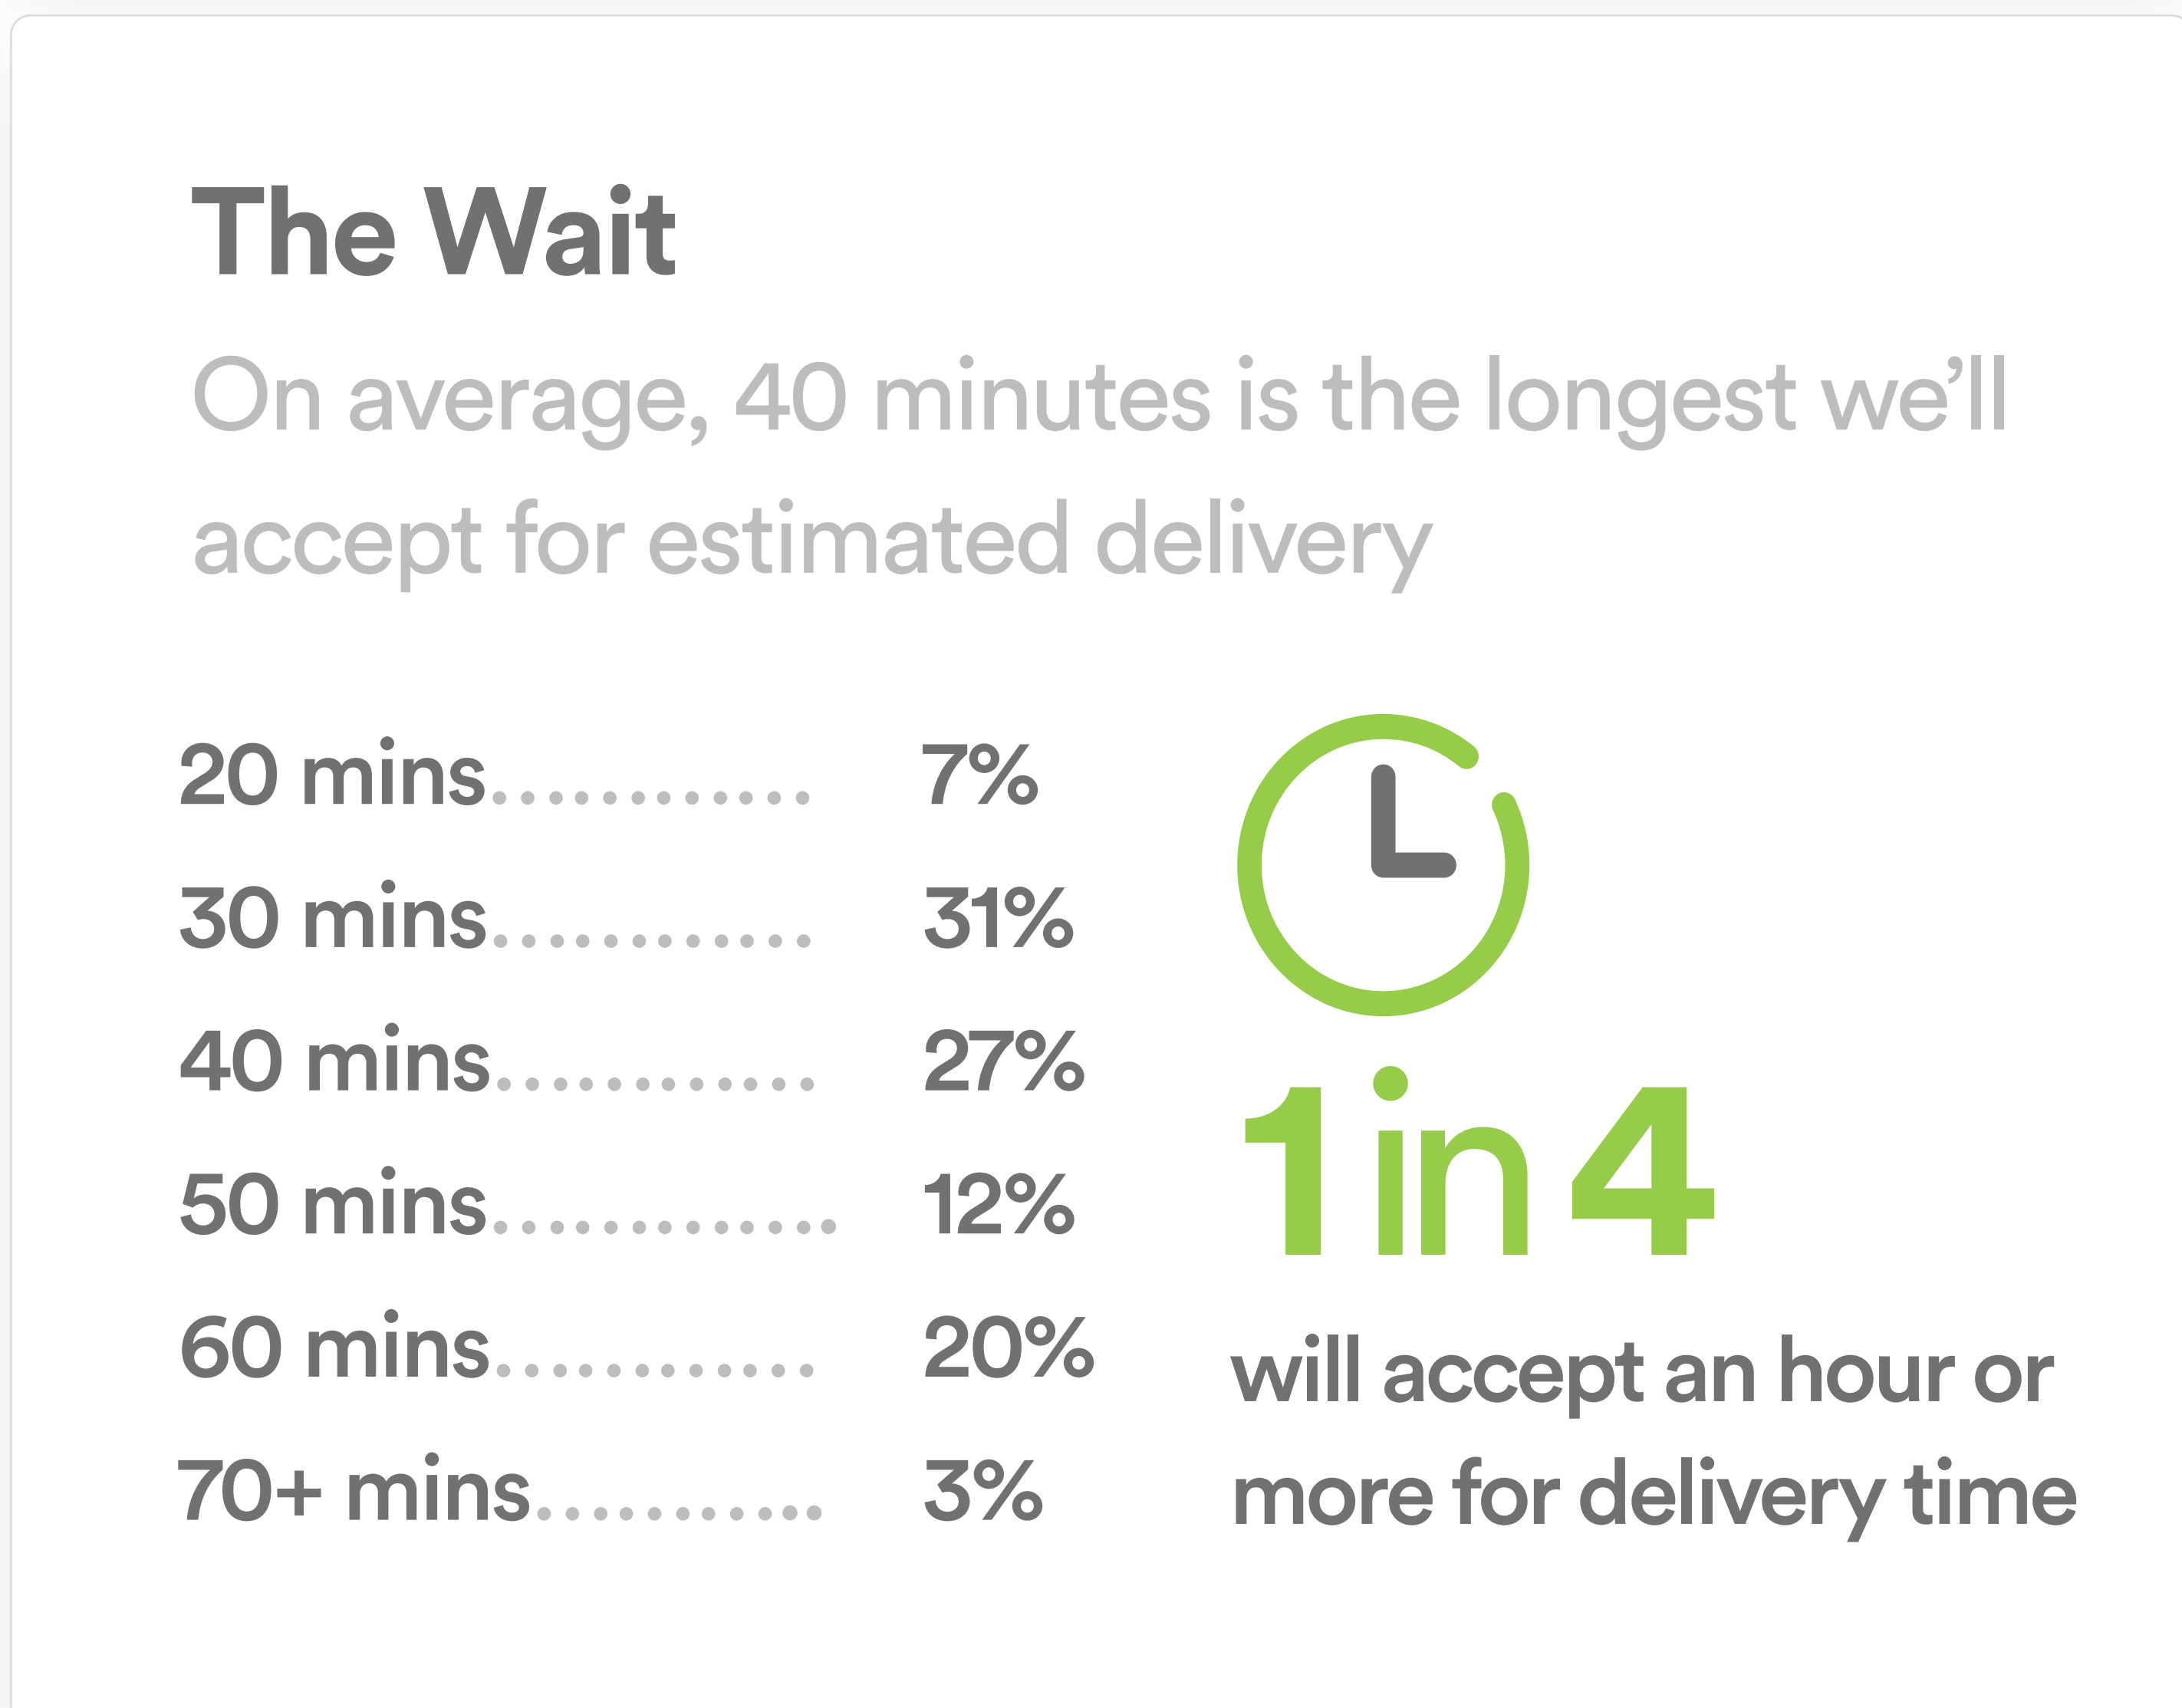 The Wait
On average, 40 minutes is the longest we’ll
accept for estimated delivery
20 mins............ 7%
30 mins............ 31%
40 mins............ 27%
50 mins............. 12%
60 mins............ 20%
70+ mins........... 3%
1 in 4
will accept an hour or
more for delivery time